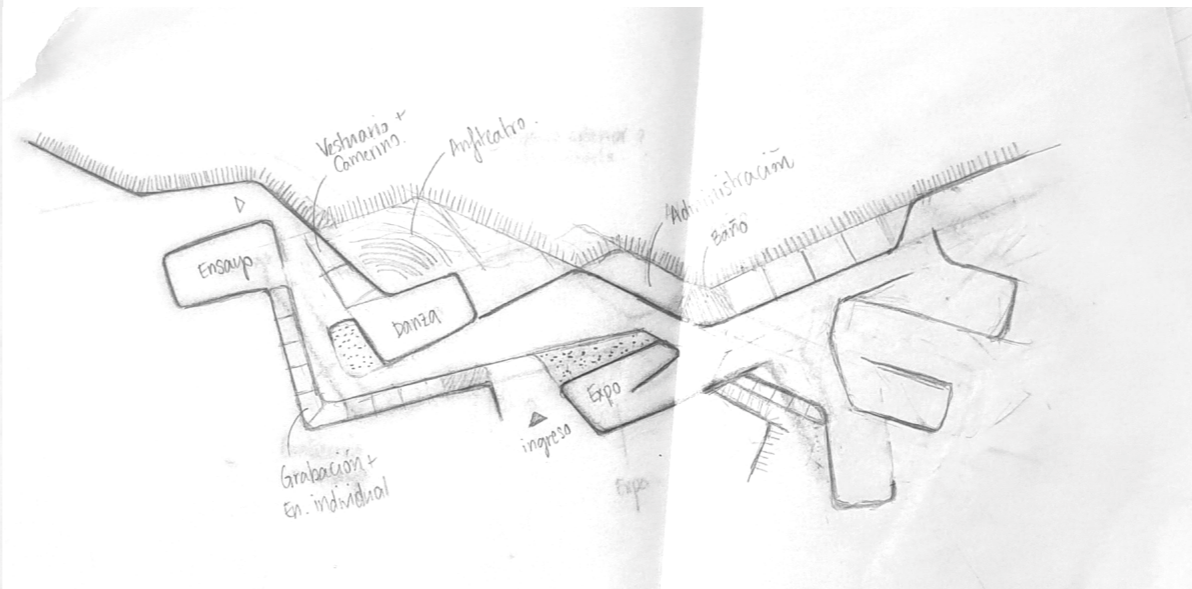 Vestuario +
Camerino.
Anfiteatro.
Administración
Baño
Ensayo
Danza
Expo
ingreso
Grabación +
En. individual
Expo